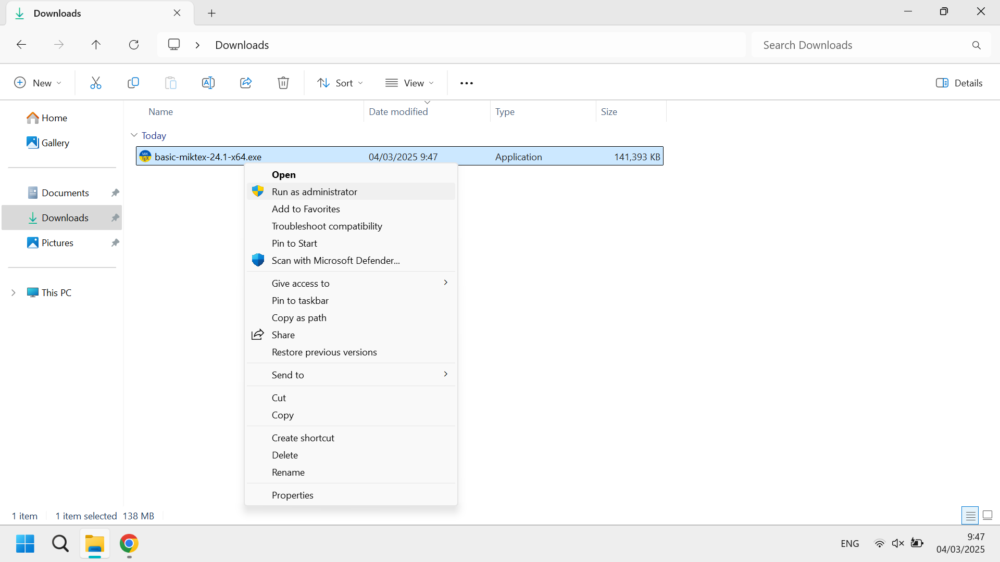 Downloads
Downloads
Search Downloads
New
Sort
View
Details
Home
Gallery
Documents
Downloads
Pictures
This PC
Name
Date modified
Type
Size
Today
MiK
TEX
basic-miktex-24.1-x64.exe
04/03/2025 9:47
Application
141,393 KB
Open
Run as administrator
Add to Favorites
Troubleshoot compatibility
Pin to Start
Scan with Microsoft Defender...
Give access to
Pin to taskbar
Copy as path
Share
Restore previous versions
Send to
Cut
Copy
Create shortcut
Delete
Rename
Properties
1 item
1 item selected 138 MB
ENG
9:47
04/03/2025